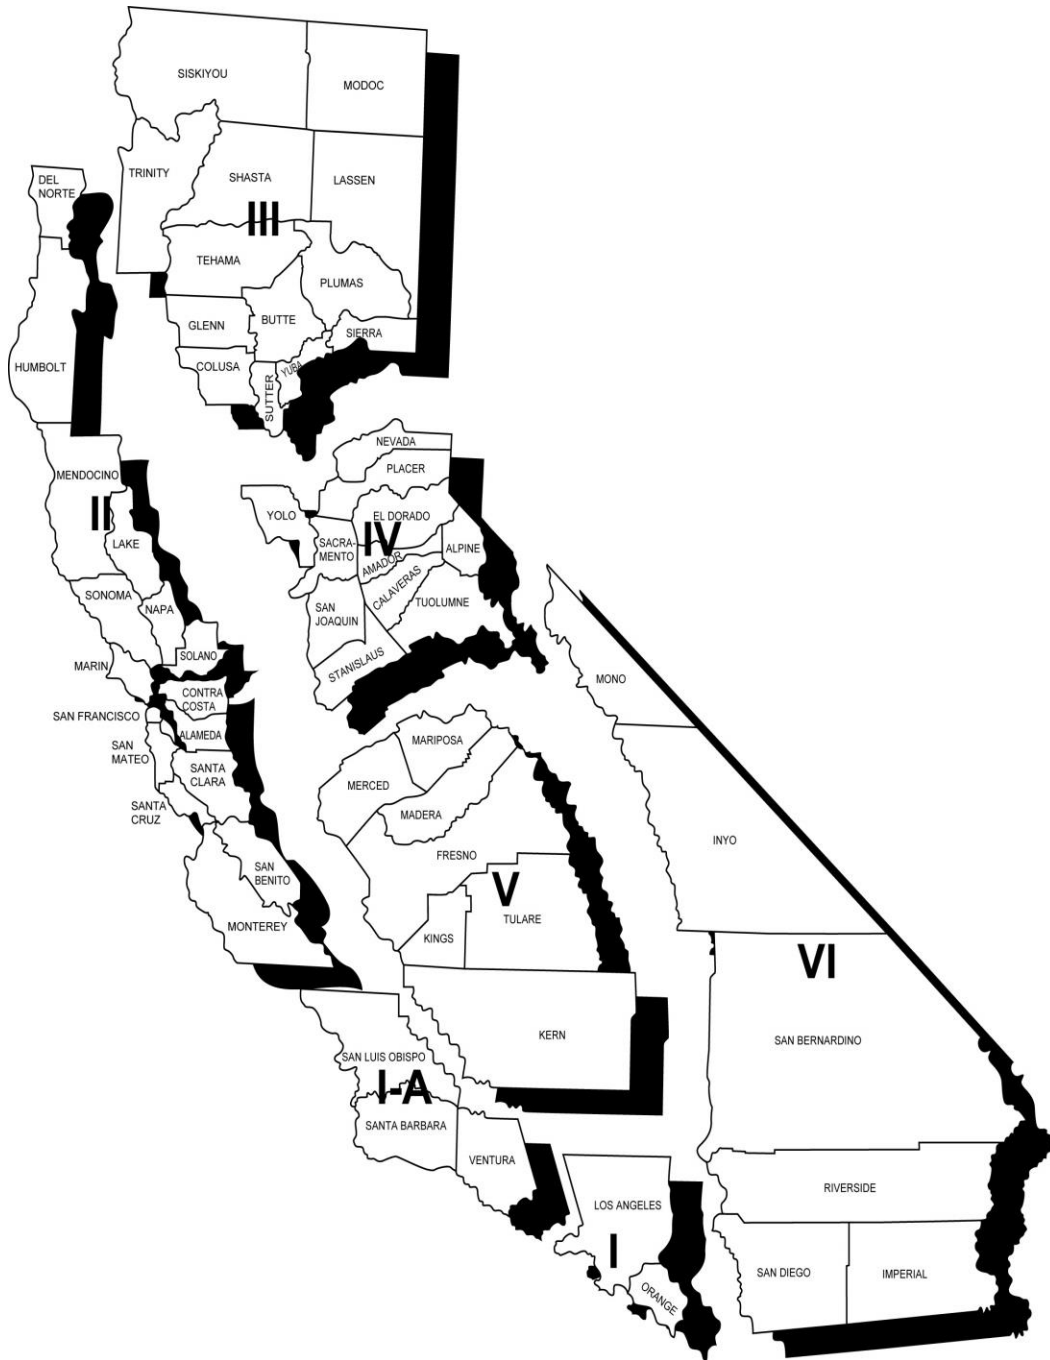 SISKIYOU
MODOC
TRINITY
SHASTA
LASSEN
DEL
NORTE
III
TEHAMA
PLUMAS
GLENN
BUTTE
SIERRA
HUMBOLT
COLUSA
SUTTER
YUBA
NEVADA
PLACER
MENDOCINO
II
LAKE
YOLO
EL DORADO
IV
SACRA-
MENTO
ALPINE
AMADOR
CALAVERAS
TUOLUMNE
SONOMA
NAPA
SAN
JOAQUIN
STANISLAUS
SOLANO
MARIN
CONTRA
COSTA
SAN FRANCISCO
ALAMEDA
SAN
MATEO
SANTA
CLARA
SANTA
CRUZ
MONO
MARIPOSA
MERCED
MADERA
INYO
FRESNO
SAN
BENITO
V
TULARE
MONTEREY
KINGS
VI
KERN
SAN BERNARDINO
SAN LUIS OBISPO
I-A
SANTA BARBARA
VENTURA
RIVERSIDE
LOS ANGELES
I
SAN DIEGO
IMPERIAL
ORANGE